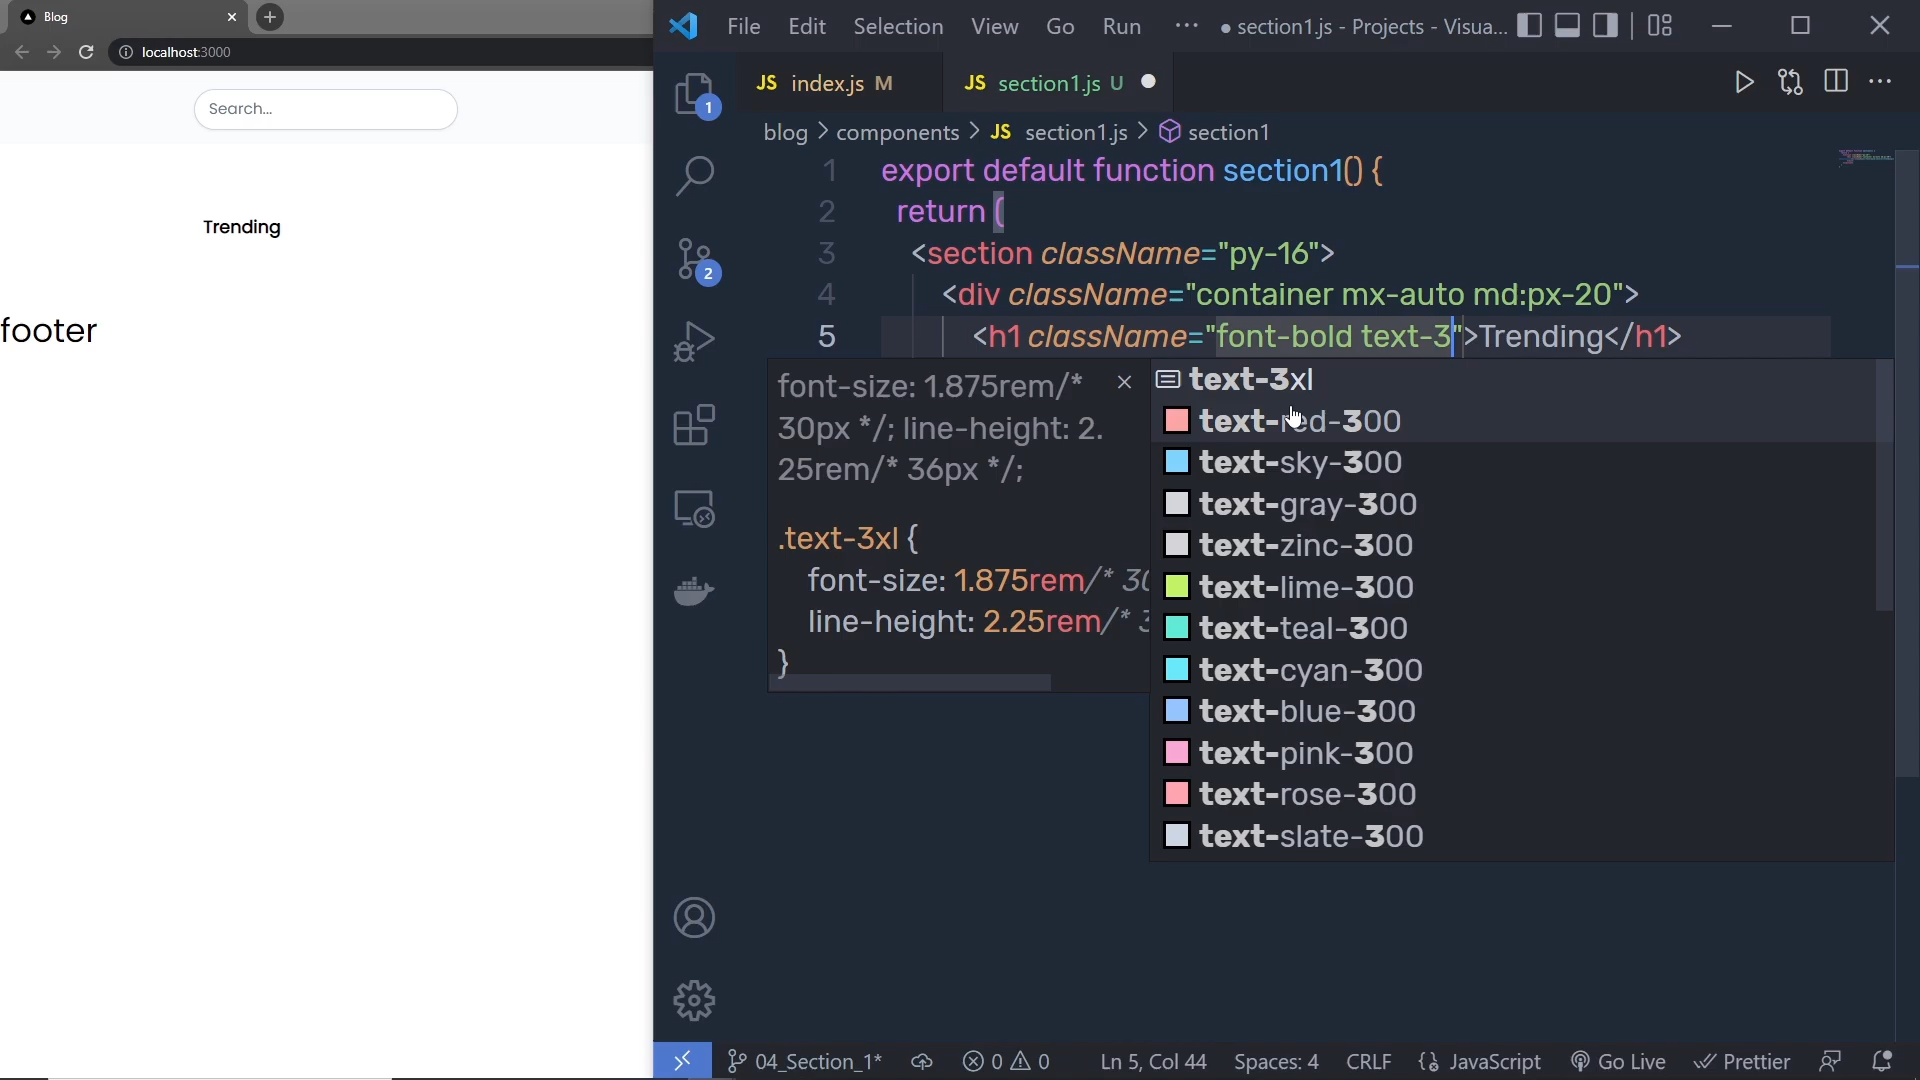 Blog
localhost:3000
Search...
Trending
footer
File Edit Selection View Go Run ··· ● section1.js - Projects - Visua...
JS index.js M
JS section1.js U ●
blog > components > JS section1.js > section1
1 export default function section1() {
2 return (
3 <section className="py-16">
4 <div className="container mx-auto md:px-20">
5 <h1 className="font-bold text-3">Trending</h1>
font-size: 1.875rem/*
30px */; line-height: 2.
25rem/* 36px */;
.text-3xl {
font-size: 1.875rem/* 30
line-height: 2.25rem/* 3
}
text-3xl
text-red-300
text-sky-300
text-gray-300
text-zinc-300
text-lime-300
text-teal-300
text-cyan-300
text-blue-300
text-pink-300
text-rose-300
text-slate-300
1
2
04_Section_1* 0 0 Ln 5, Col 44 Spaces: 4 CRLF {} JavaScript Go Live Prettier